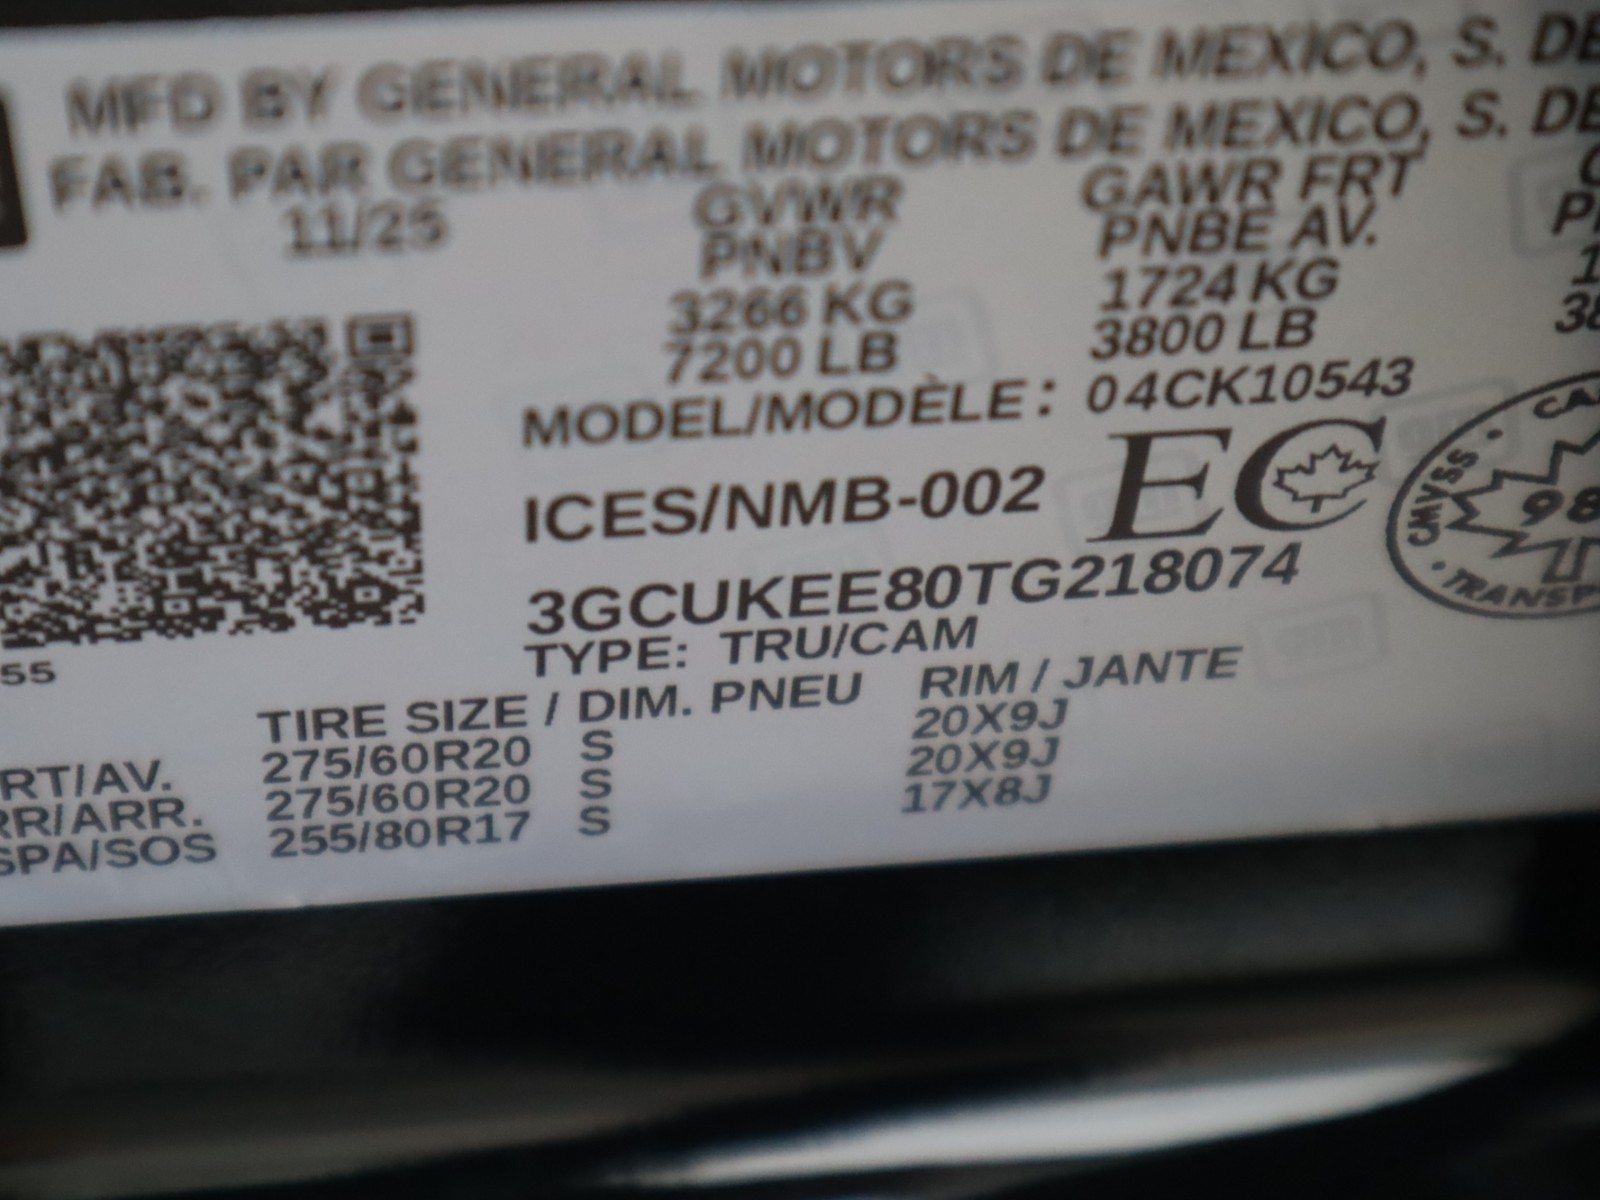 MFD BY GENERAL MOTORS DE MEXICO, S. DE
FAB. PAR GENERAL MOTORS DE MEXICO, S. DE
11/25 GVWR GAWR FRT
PNBV PNBE AV.
3266 KG 1724 KG
7200 LB 3800 LB
MODEL/MODÈLE: 04CK10543
ICES/NMB-002 EC
CMVSS 98
3GCUKEE80TG218074
TYPE: TRU/CAM
55
TIRE SIZE / DIM. PNEU RIM / JANTE
RT/AV. 275/60R20 S 20X9J
RR/ARR. 275/60R20 S 20X9J
SPA/SOS 255/80R17 S 17X8J